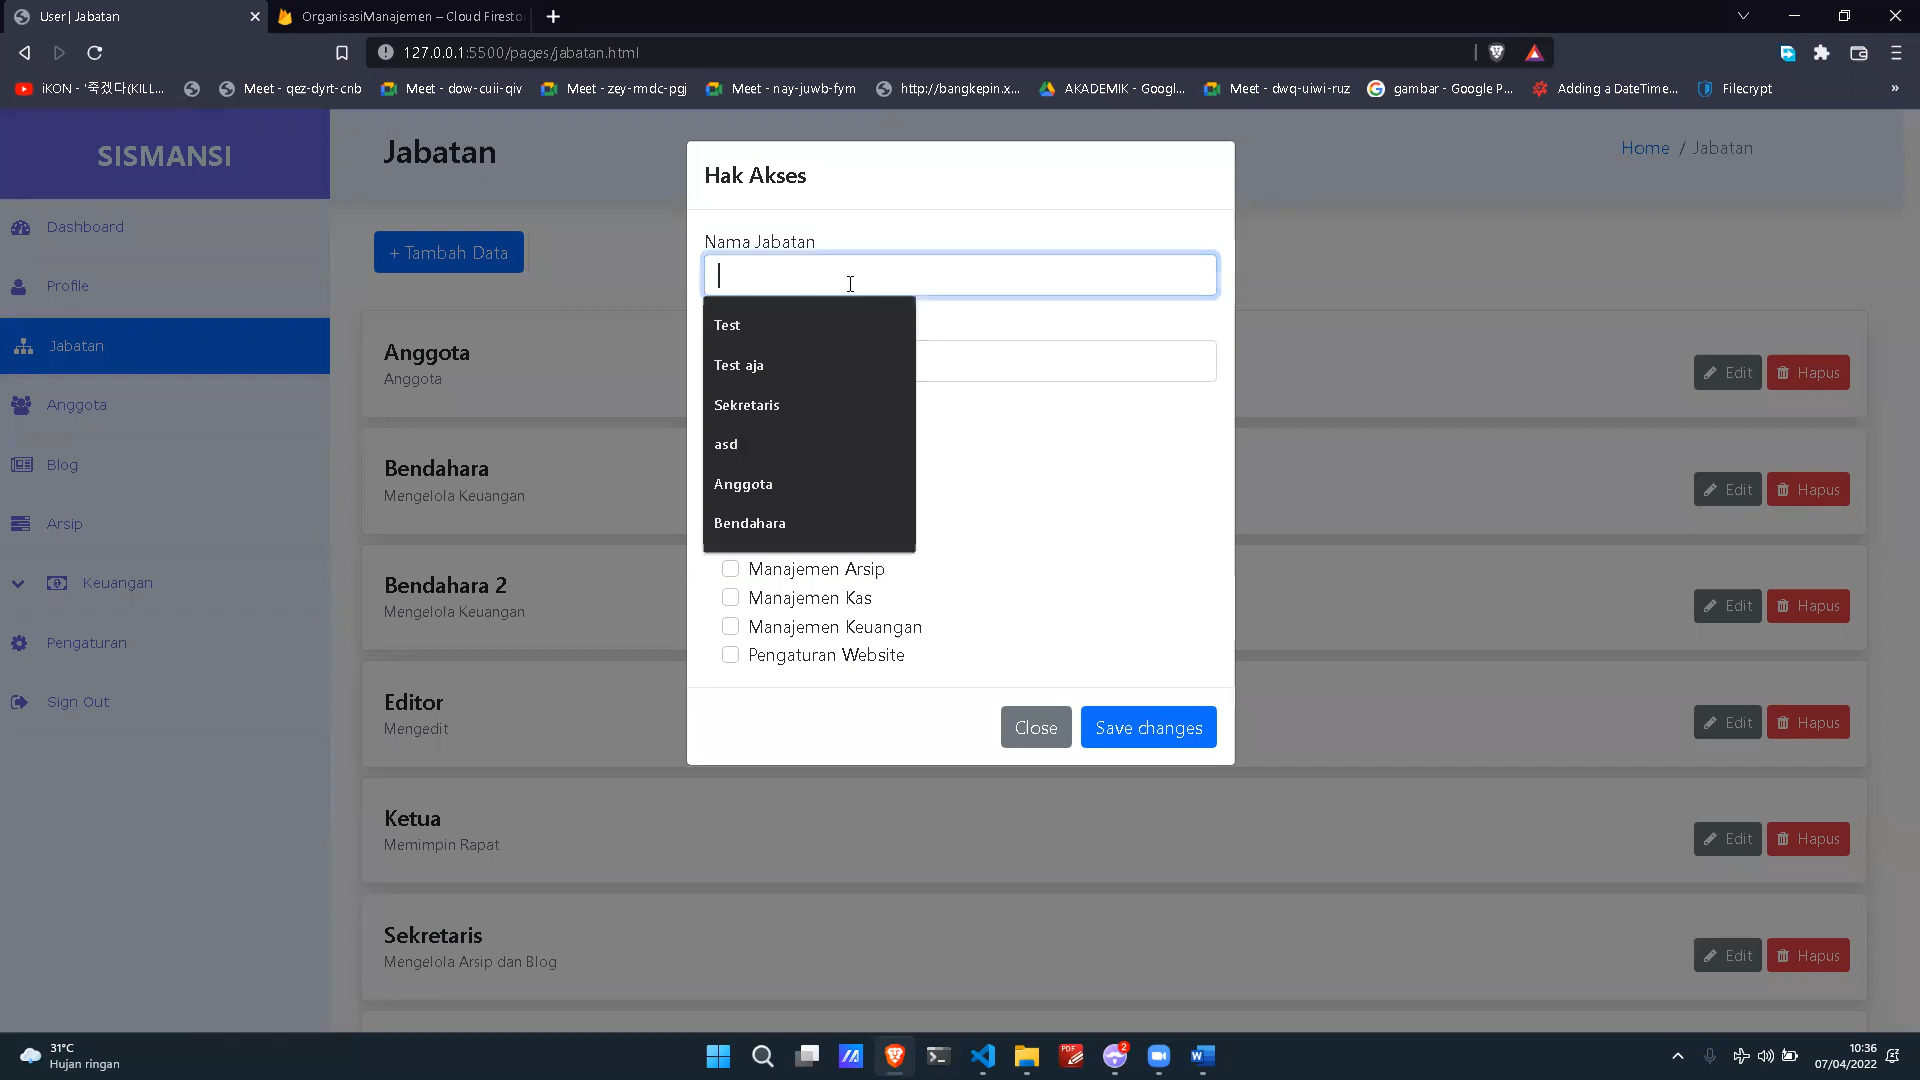 User | Jabatan
OrganisasiManajemen – Cloud Firesto
127.0.0.1:5500/pages/jabatan.html
iKON - '죽겠다(KILL...
Meet - qez-dyrt-cnb
Meet - dow-cuii-qiv
Meet - zey-rmdc-pgj
Meet - nay-juwb-yfm
http://bangkepin.x...
AKADEMIK - Googl...
Meet - dwq-uiwi-ruz
gambar - Google P...
Adding a DateTime...
Filecrypt
»
SISMANSI
Dashboard
Profile
Jabatan
Anggota
Blog
Arsip
Keuangan
Pengaturan
Sign Out
Jabatan
Home / Jabatan
+ Tambah Data
Anggota
Anggota
Edit
Hapus
Bendahara
Mengelola Keuangan
Edit
Hapus
Bendahara 2
Mengelola Keuangan
Edit
Hapus
Editor
Mengedit
Edit
Hapus
Ketua
Memimpin Rapat
Edit
Hapus
Sekretaris
Mengelola Arsip dan Blog
Edit
Hapus
Hak Akses
Nama Jabatan
Test
Test aja
Sekretaris
asd
Anggota
Bendahara
Manajemen Arsip
Manajemen Kas
Manajemen Keuangan
Pengaturan Website
Close
Save changes
31°C
Hujan ringan
PDF
2
W
10:36
07/04/2022